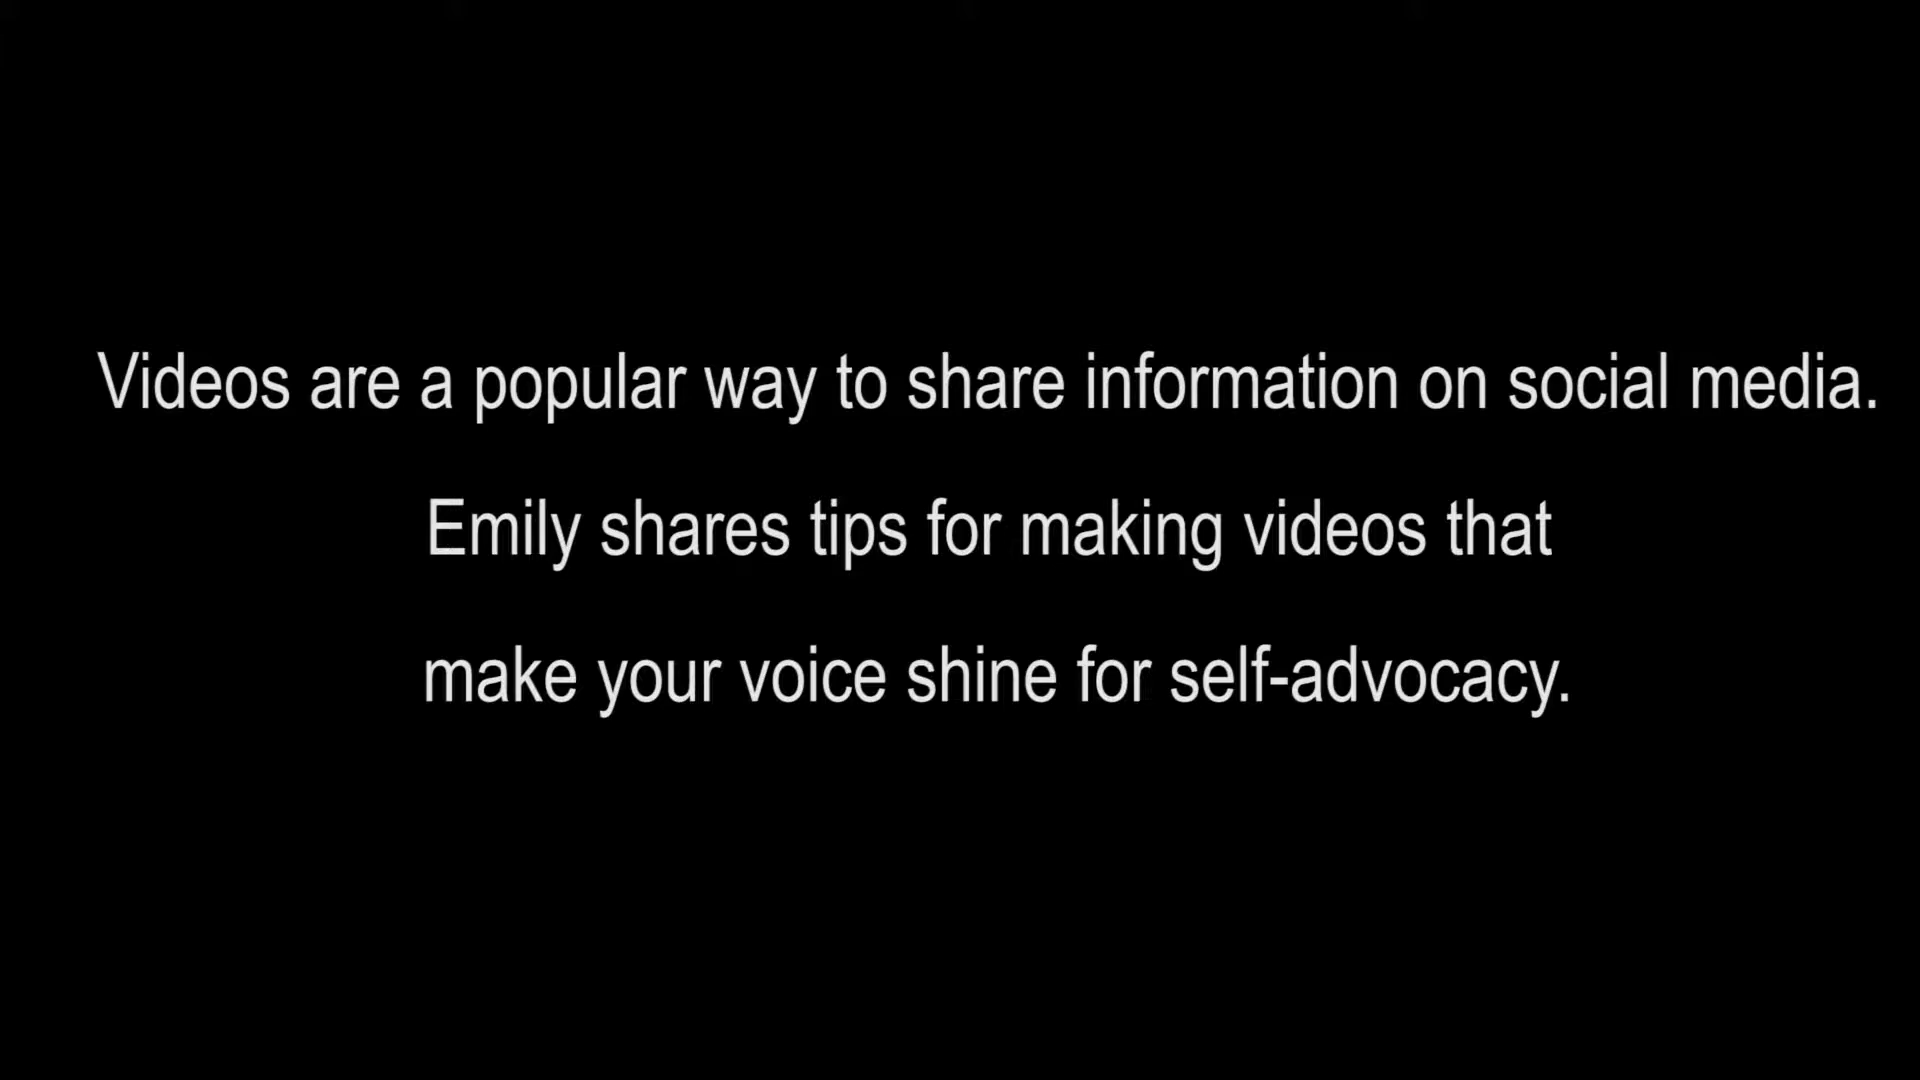 Videos are a popular way to share information on social media.
Emily shares tips for making videos that
make your voice shine for self-advocacy.